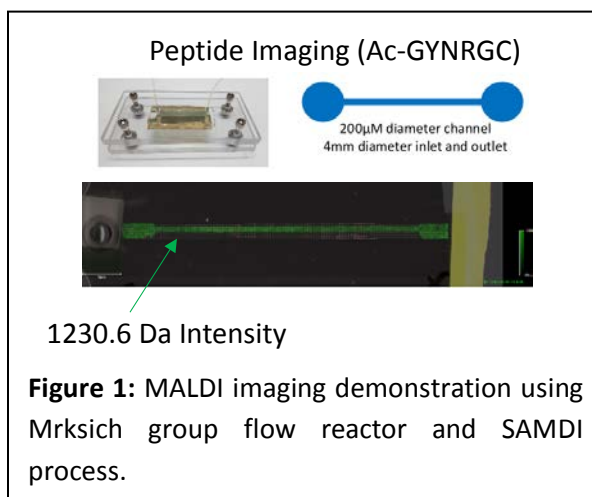 Peptide Imaging (Ac-GYNRGC)
200µM diameter channel
4mm diameter inlet and outlet
1230.6 Da Intensity
Figure 1: MALDI imaging demonstration using
Mrksich group flow reactor and SAMDI
process.